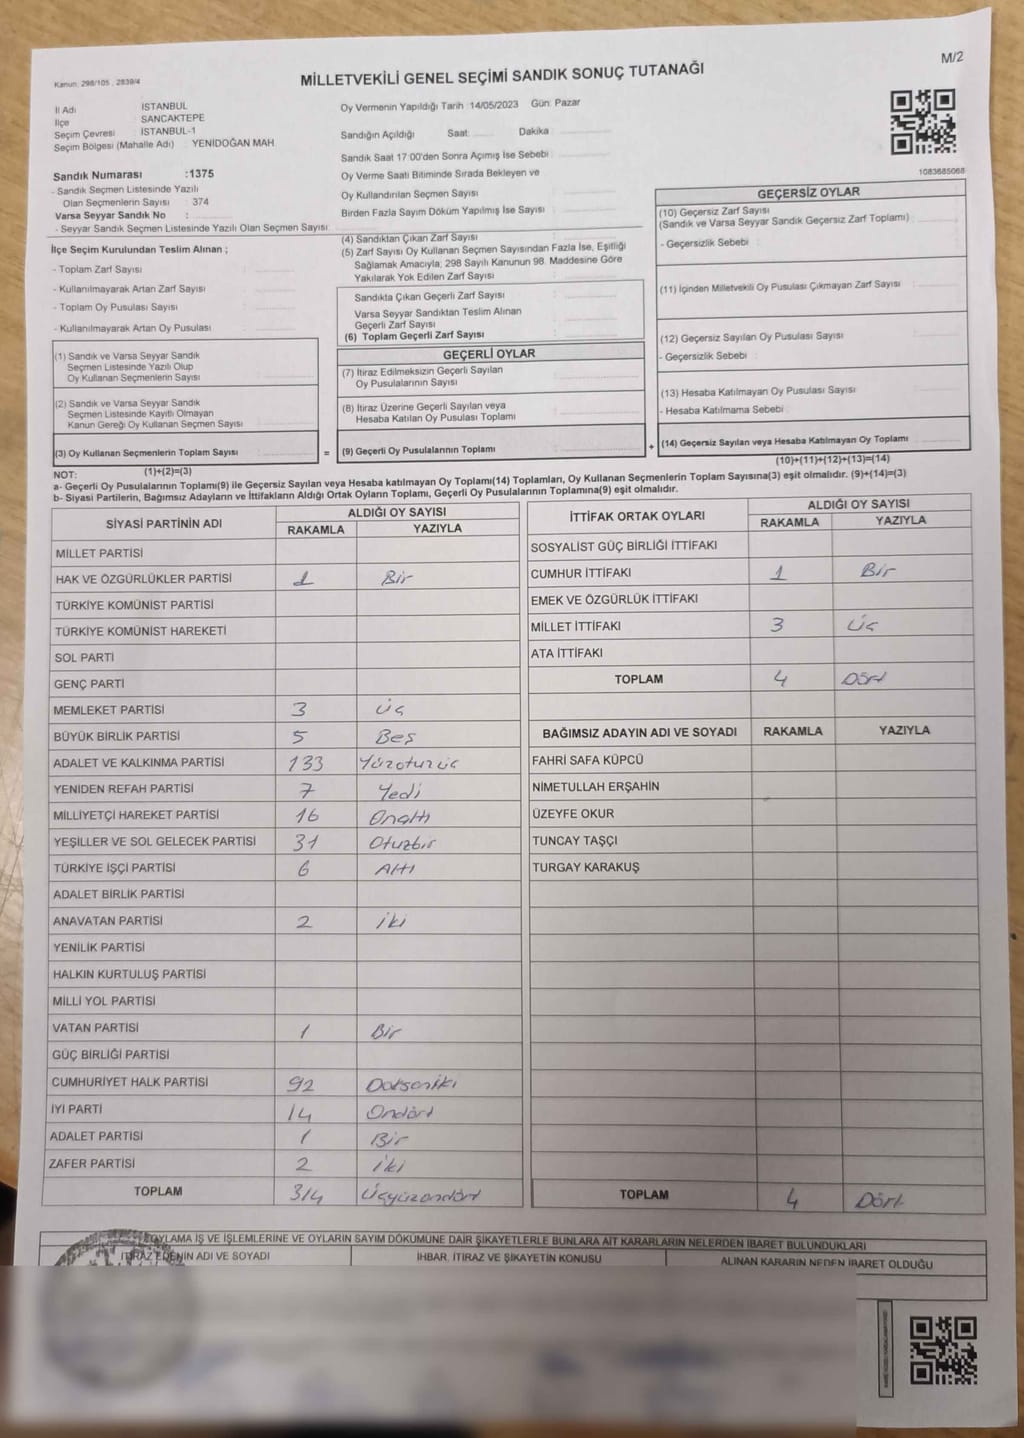 M/2
Kanun: 298/105 , 2839/4
MİLLETVEKİLİ GENEL SEÇİMİ SANDIK SONUÇ TUTANAĞI
İl Adı İSTANBUL
İlçe SANCAKTEPE
Seçim Çevresi İSTANBUL-1
Seçim Bölgesi (Mahalle Adı) : YENİDOĞAN MAH.
Sandık Numarası :1375
- Sandık Seçmen Listesinde Yazılı
Olan Seçmenlerin Sayısı : 374
Varsa Seyyar Sandık No :
- Seyyar Sandık Seçmen Listesinde Yazılı Olan Seçmen Sayısı :
Oy Vermenin Yapıldığı Tarih :14/05/2023 Gün: Pazar
Sandığın Açıldığı Saat: Dakika :
Sandık Saat 17:00'den Sonra Açımış İse Sebebi :
Oy Verme Saati Bitiminde Sırada Bekleyen ve
Oy Kullandırılan Seçmen Sayısı :
Birden Fazla Sayım Döküm Yapılmış İse Sayısı :
1083685068
İlçe Seçim Kurulundan Teslim Alınan ;
- Toplam Zarf Sayısı :
- Kullanılmayarak Artan Zarf Sayısı :
- Toplam Oy Pusulası Sayısı :
- Kullanılmayarak Artan Oy Pusulası :
(1) Sandık ve Varsa Seyyar Sandık
Seçmen Listesinde Yazılı Olup
Oy Kullanan Seçmenlerin Sayısı :
(2) Sandık ve Varsa Seyyar Sandık
Seçmen Listesinde Kayıtlı Olmayan
Kanun Gereği Oy Kullanan Seçmen Sayısı :
(3) Oy Kullanan Seçmenlerin Toplam Sayısı :
(1)+(2)=(3)
(4) Sandıktan Çıkan Zarf Sayısı :
(5) Zarf Sayısı Oy Kullanan Seçmen Sayısından Fazla İse, Eşitliği
Sağlamak Amacıyla; 298 Sayılı Kanunun 98. Maddesine Göre
Yakılarak Yok Edilen Zarf Sayısı :
Sandıkta Çıkan Geçerli Zarf Sayısı :
Varsa Seyyar Sandıktan Teslim Alınan
Geçerli Zarf Sayısı :
(6) Toplam Geçerli Zarf Sayısı :
GEÇERLİ OYLAR
(7) İtiraz Edilmeksizin Geçerli Sayılan
Oy Pusulalarının Sayısı :
(8) İtiraz Üzerine Geçerli Sayılan veya
Hesaba Katılan Oy Pusulası Toplamı :
= (9) Geçerli Oy Pusulalarının Toplamı : +
GEÇERSİZ OYLAR
(10) Geçersiz Zarf Sayısı
(Sandık ve Varsa Seyyar Sandık Geçersiz Zarf Toplamı) :
- Geçersizlik Sebebi :
(11) İçinden Milletvekili Oy Pusulası Çıkmayan Zarf Sayısı :
(12) Geçersiz Sayılan Oy Pusulası Sayısı :
- Geçersizlik Sebebi :
(13) Hesaba Katılmayan Oy Pusulası Sayısı :
- Hesaba Katılmama Sebebi :
(14) Geçersiz Sayılan veya Hesaba Katılmayan Oy Toplamı :
(10)+(11)+(12)+(13)=(14)
NOT:
a- Geçerli Oy Pusulaların Toplamı(9) ile Geçersiz Sayılan veya Hesaba katılmayan Oy Toplamı(14) Toplamları, Oy Kullanan Seçmenlerin Toplam Sayısına(3) eşit olmalıdır. (9)+(14)=(3)
b- Siyasi Partilerin, Bağımsız Adayların ve İttifakların Aldığı Ortak Oyların Toplamı, Geçerli Oy Pusulalarının Toplamına(9) eşit olmalıdır.
SİYASİ PARTİNİN ADI ALDIĞI OY SAYISI
RAKAMLA YAZIYLA
MİLLET PARTİSİ
HAK VE ÖZGÜRLÜKLER PARTİSİ 1 Bir
TÜRKİYE KOMÜNİST PARTİSİ
TÜRKİYE KOMÜNİST HAREKETİ
SOL PARTİ
GENÇ PARTİ
MEMLEKET PARTİSİ 3 üç
BÜYÜK BİRLİK PARTİSİ 5 Beş
ADALET VE KALKINMA PARTİSİ 133 Yüzotuzüç
YENİDEN REFAH PARTİSİ 7 Yedi
MİLLİYETÇİ HAREKET PARTİSİ 16 Onaltı
YEŞİLLER VE SOL GELECEK PARTİSİ 31 Otuzbir
TÜRKİYE İŞÇİ PARTİSİ 6 Altı
ADALET BİRLİK PARTİSİ
ANAVATAN PARTİSİ 2 iki
YENİLİK PARTİSİ
HALKIN KURTULUŞ PARTİSİ
MİLLİ YOL PARTİSİ
VATAN PARTİSİ 1 Bir
GÜÇ BİRLİĞİ PARTİSİ
CUMHURİYET HALK PARTİSİ 92 Doksaniki
İYİ PARTİ 14 Ondört
ADALET PARTİSİ 1 Bir
ZAFER PARTİSİ 2 iki
TOPLAM 314 Üçyüzondört
İTTİFAK ORTAK OYLARI ALDIĞI OY SAYISI
RAKAMLA YAZIYLA
SOSYALİST GÜÇ BİRLİĞİ İTTİFAKI
CUMHUR İTTİFAKI 1 Bir
EMEK VE ÖZGÜRLÜK İTTİFAKI
MİLLET İTTİFAKI 3 üç
ATA İTTİFAKI
TOPLAM 4 Dört
BAĞIMSIZ ADAYIN ADI VE SOYADI RAKAMLA YAZIYLA
FAHRİ SAFA KÜPCÜ
NİMETULLAH ERŞAHİN
ÜZEYFE OKUR
TUNCAY TAŞÇI
TURGAY KARAKUŞ
TOPLAM 4 Dört
OYLAMA İŞ VE İŞLEMLERİNE VE OYLARIN SAYIM DÖKÜMÜNE DAİR ŞİKAYETLERLE BUNLARA AİT KARARLARIN NELERDEN İBARET BULUNDUKLARI
İTİRAZ EDENİN ADI VE SOYADI İHBAR, İTİRAZ VE ŞİKAYETİN KONUSU ALINAN KARARIN NEDEN İBARET OLDUĞU